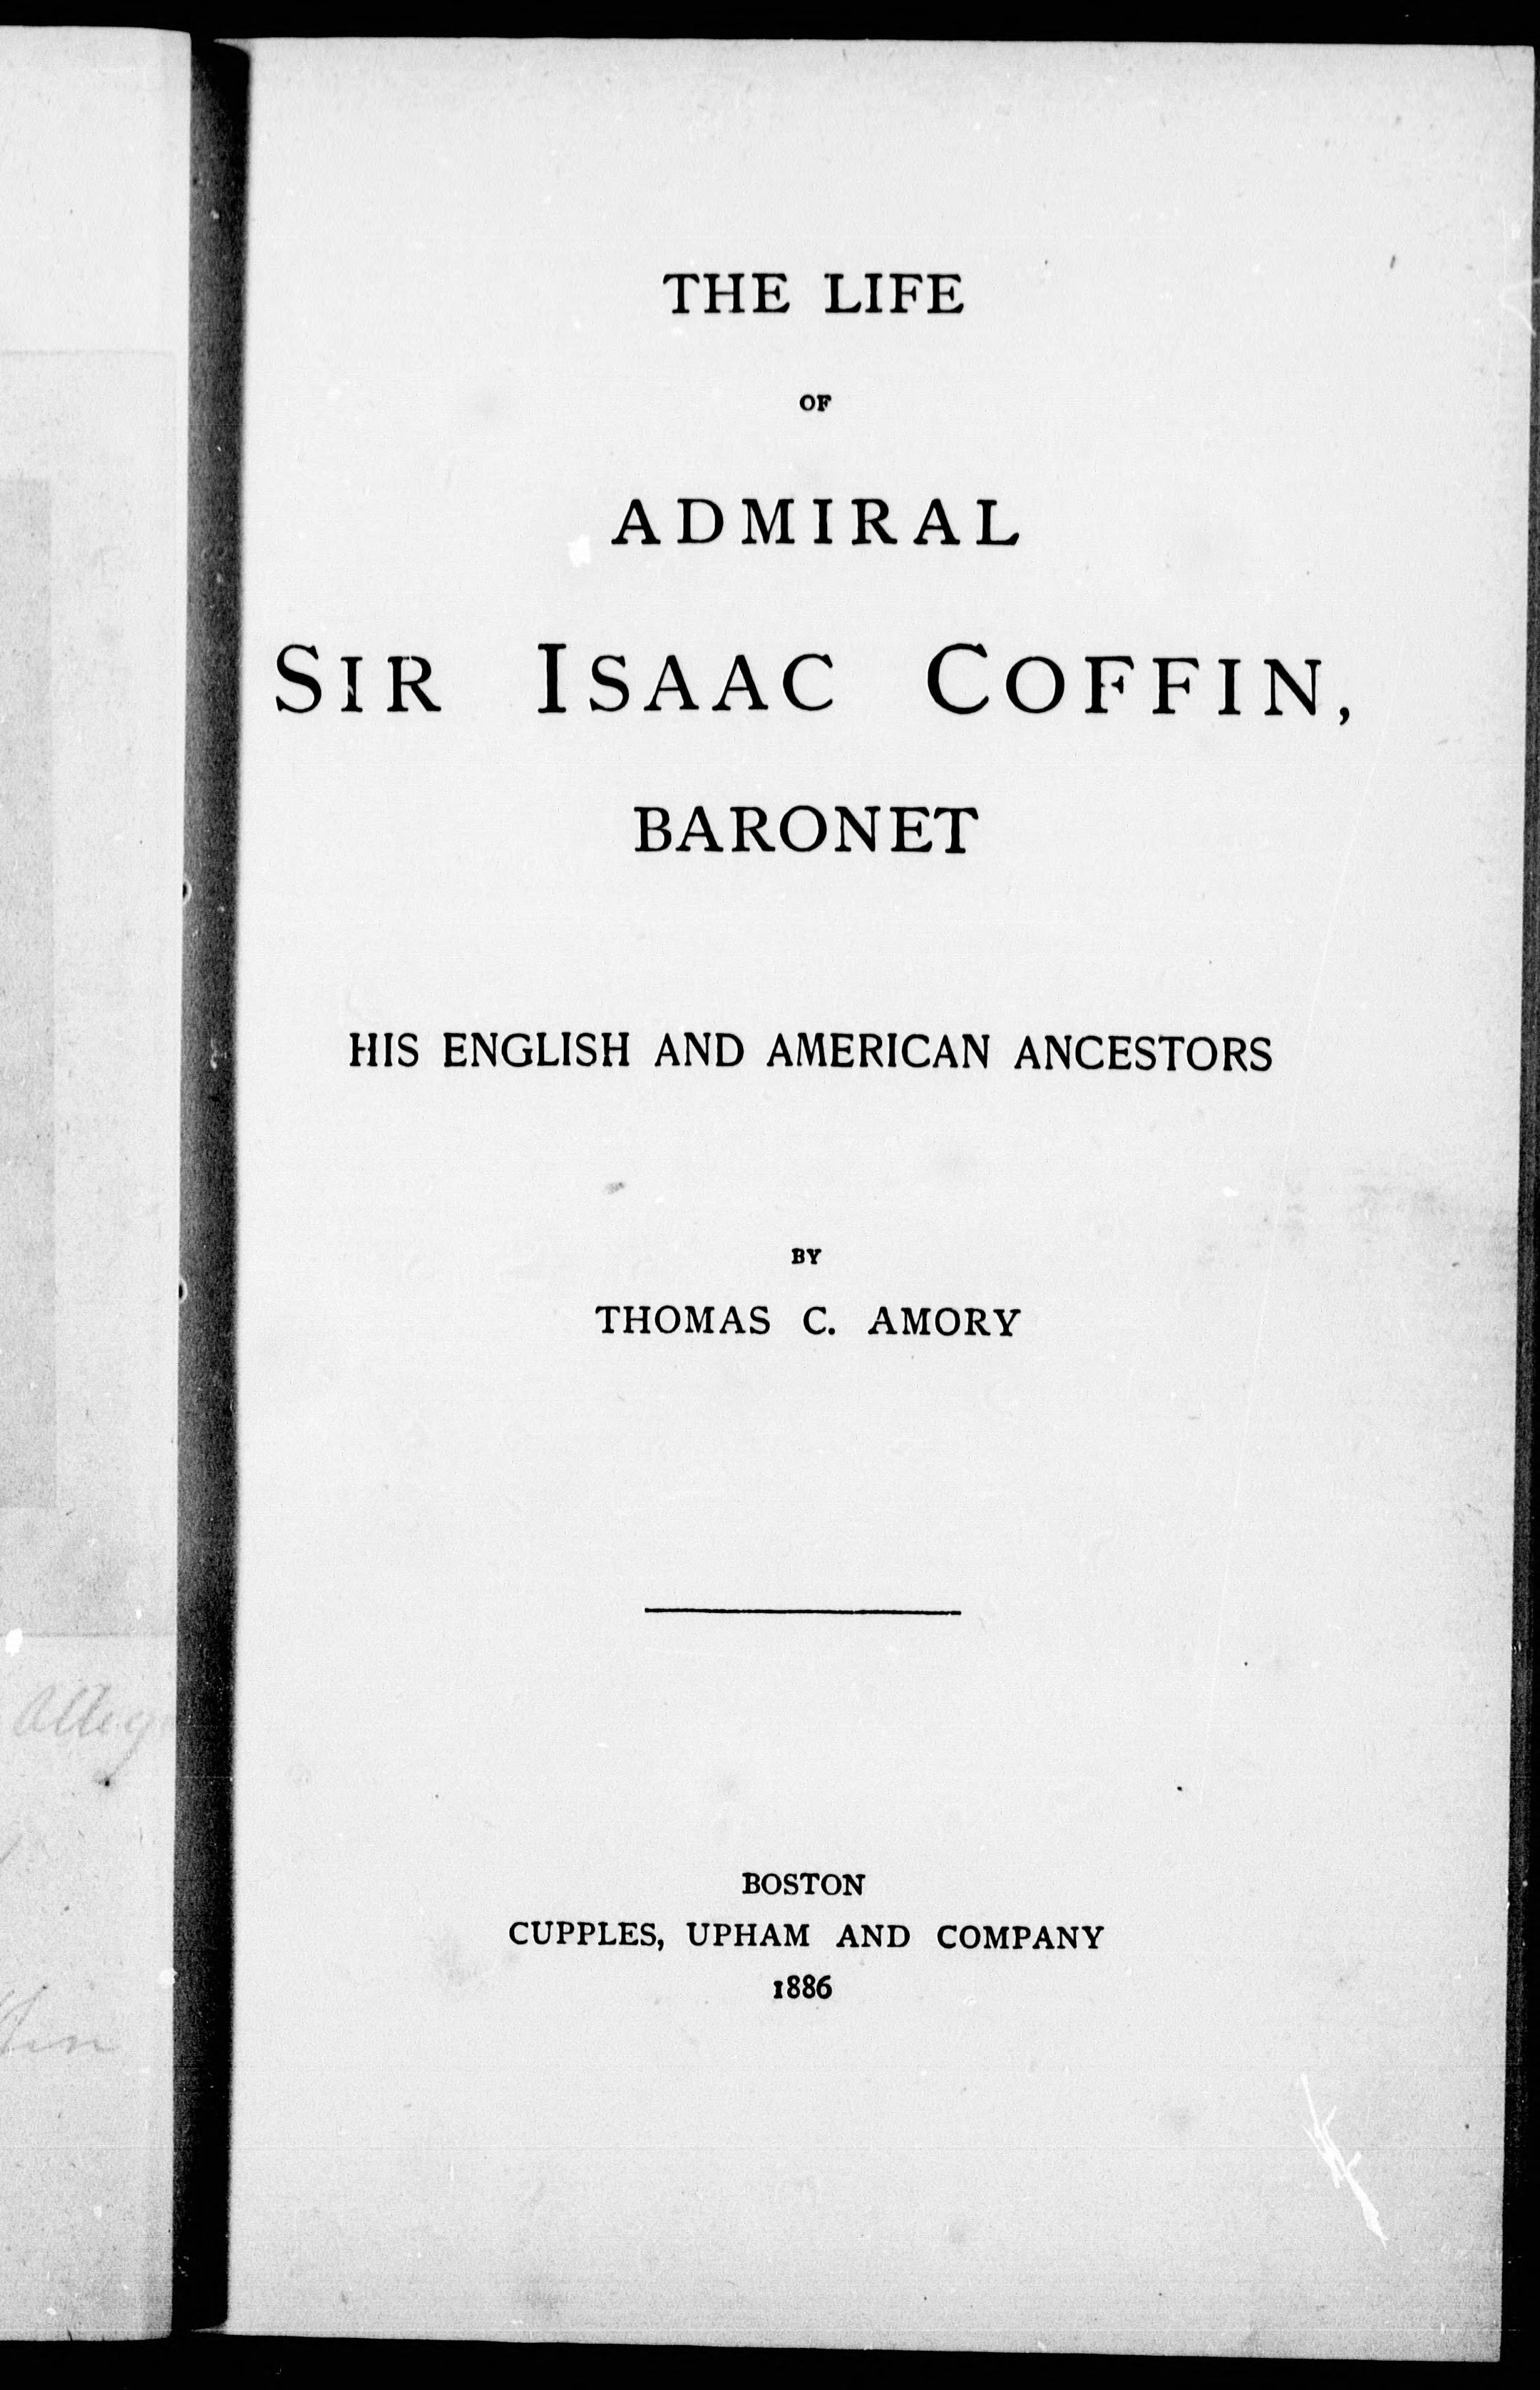 THE LIFE
OF
ADMIRAL
SIR ISAAC COFFIN,
BARONET
HIS ENGLISH AND AMERICAN ANCESTORS
BY
THOMAS C. AMORY
BOSTON
CUPPLES, UPHAM AND COMPANY
1886